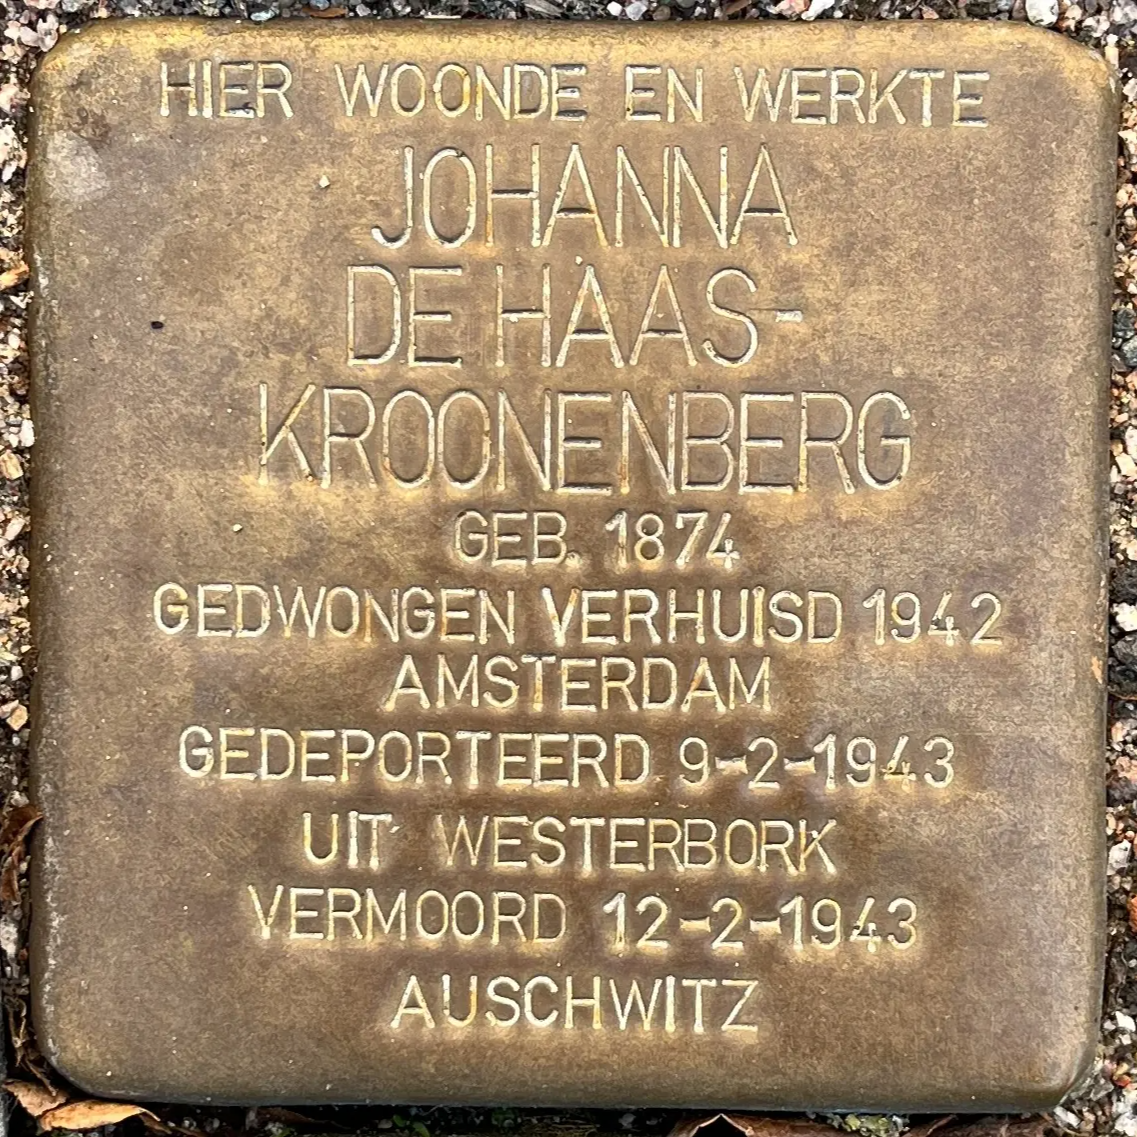 HIER WOONDE EN WERKTE
JOHANNA
DE HAAS-
KROONENBERG
GEB. 1874
GEDWONGEN VERHUISD 1942
AMSTERDAM
GEDEPORTEERD 9-2-1943
UIT WESTERBORK
VERMOORD 12-2-1943
AUSCHWITZ